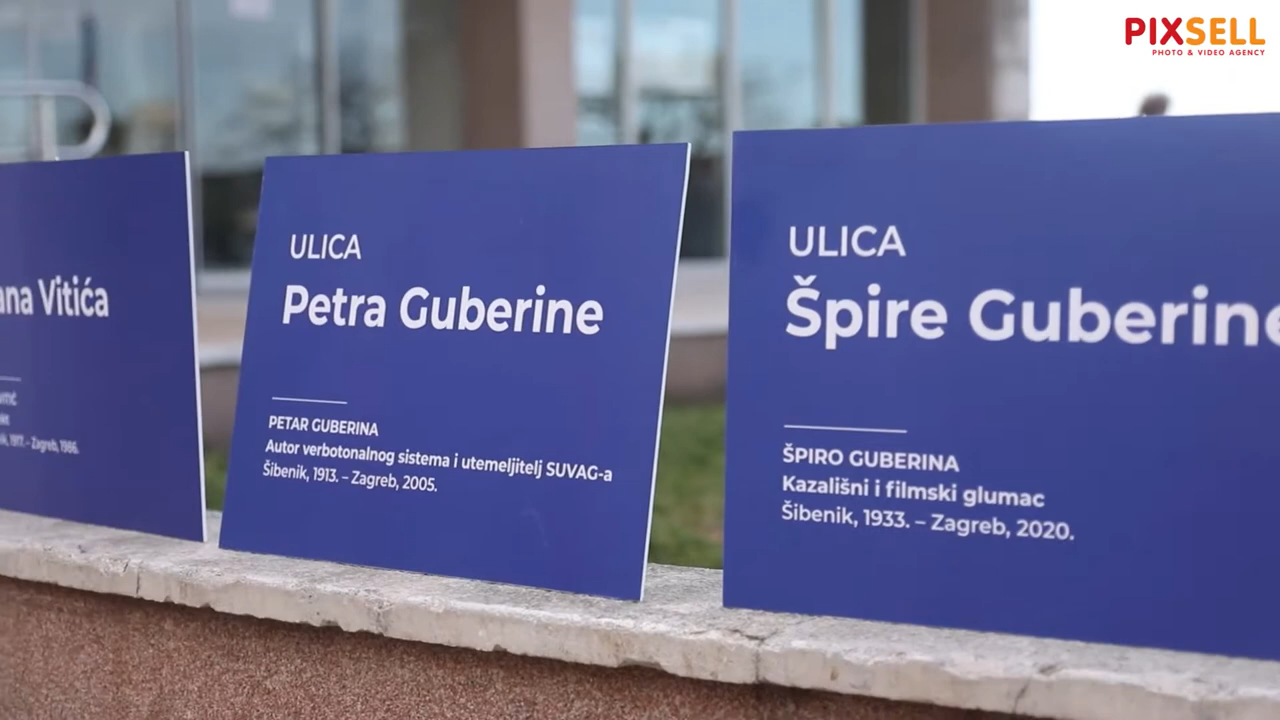 PIXSELL
PHOTO & VIDEO AGENCY
Vitića
Zagreb, 1986.
ULICA
Petra Guberine
PETAR GUBERINA
Autor verbotonalnog sistema i utemeljitelj SUVAG-a
Šibenik, 1913. – Zagreb, 2005.
ULICA
Špire Guberine
ŠPIRO GUBERINA
Kazališni i filmski glumac
Šibenik, 1933. – Zagreb, 2020.